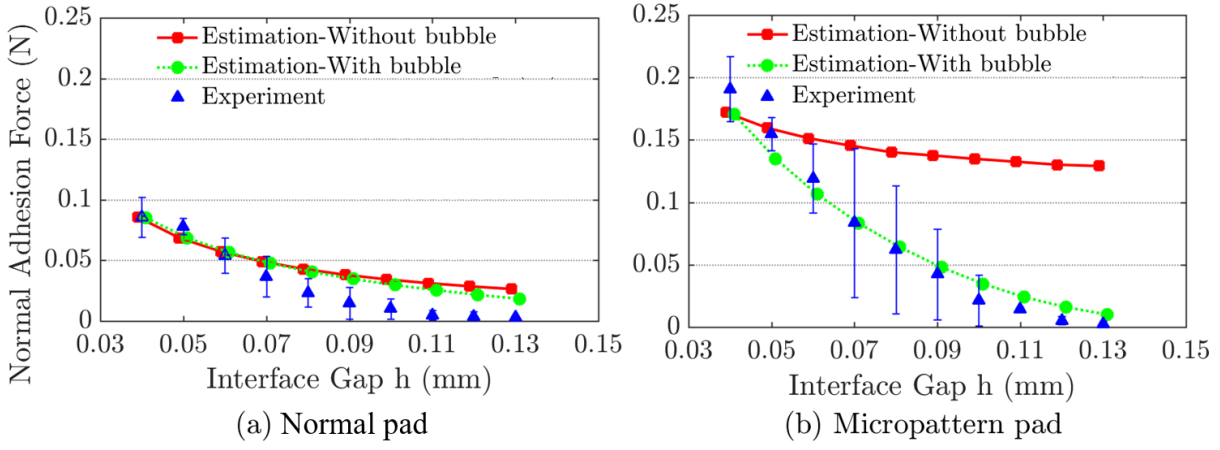 Normal Adhesion Force (N)
0.25
0.2
0.15
0.1
0.05
0
Estimation-Without bubble
Estimation-With bubble
Experiment
0.03 0.05 0.07 0.09 0.11 0.13 0.15
Interface Gap h (mm)
(a) Normal pad
0.25
0.2
0.15
0.1
0.05
0
Estimation-Without bubble
Estimation-With bubble
Experiment
0.03 0.05 0.07 0.09 0.11 0.13 0.15
Interface Gap h (mm)
(b) Micropattern pad